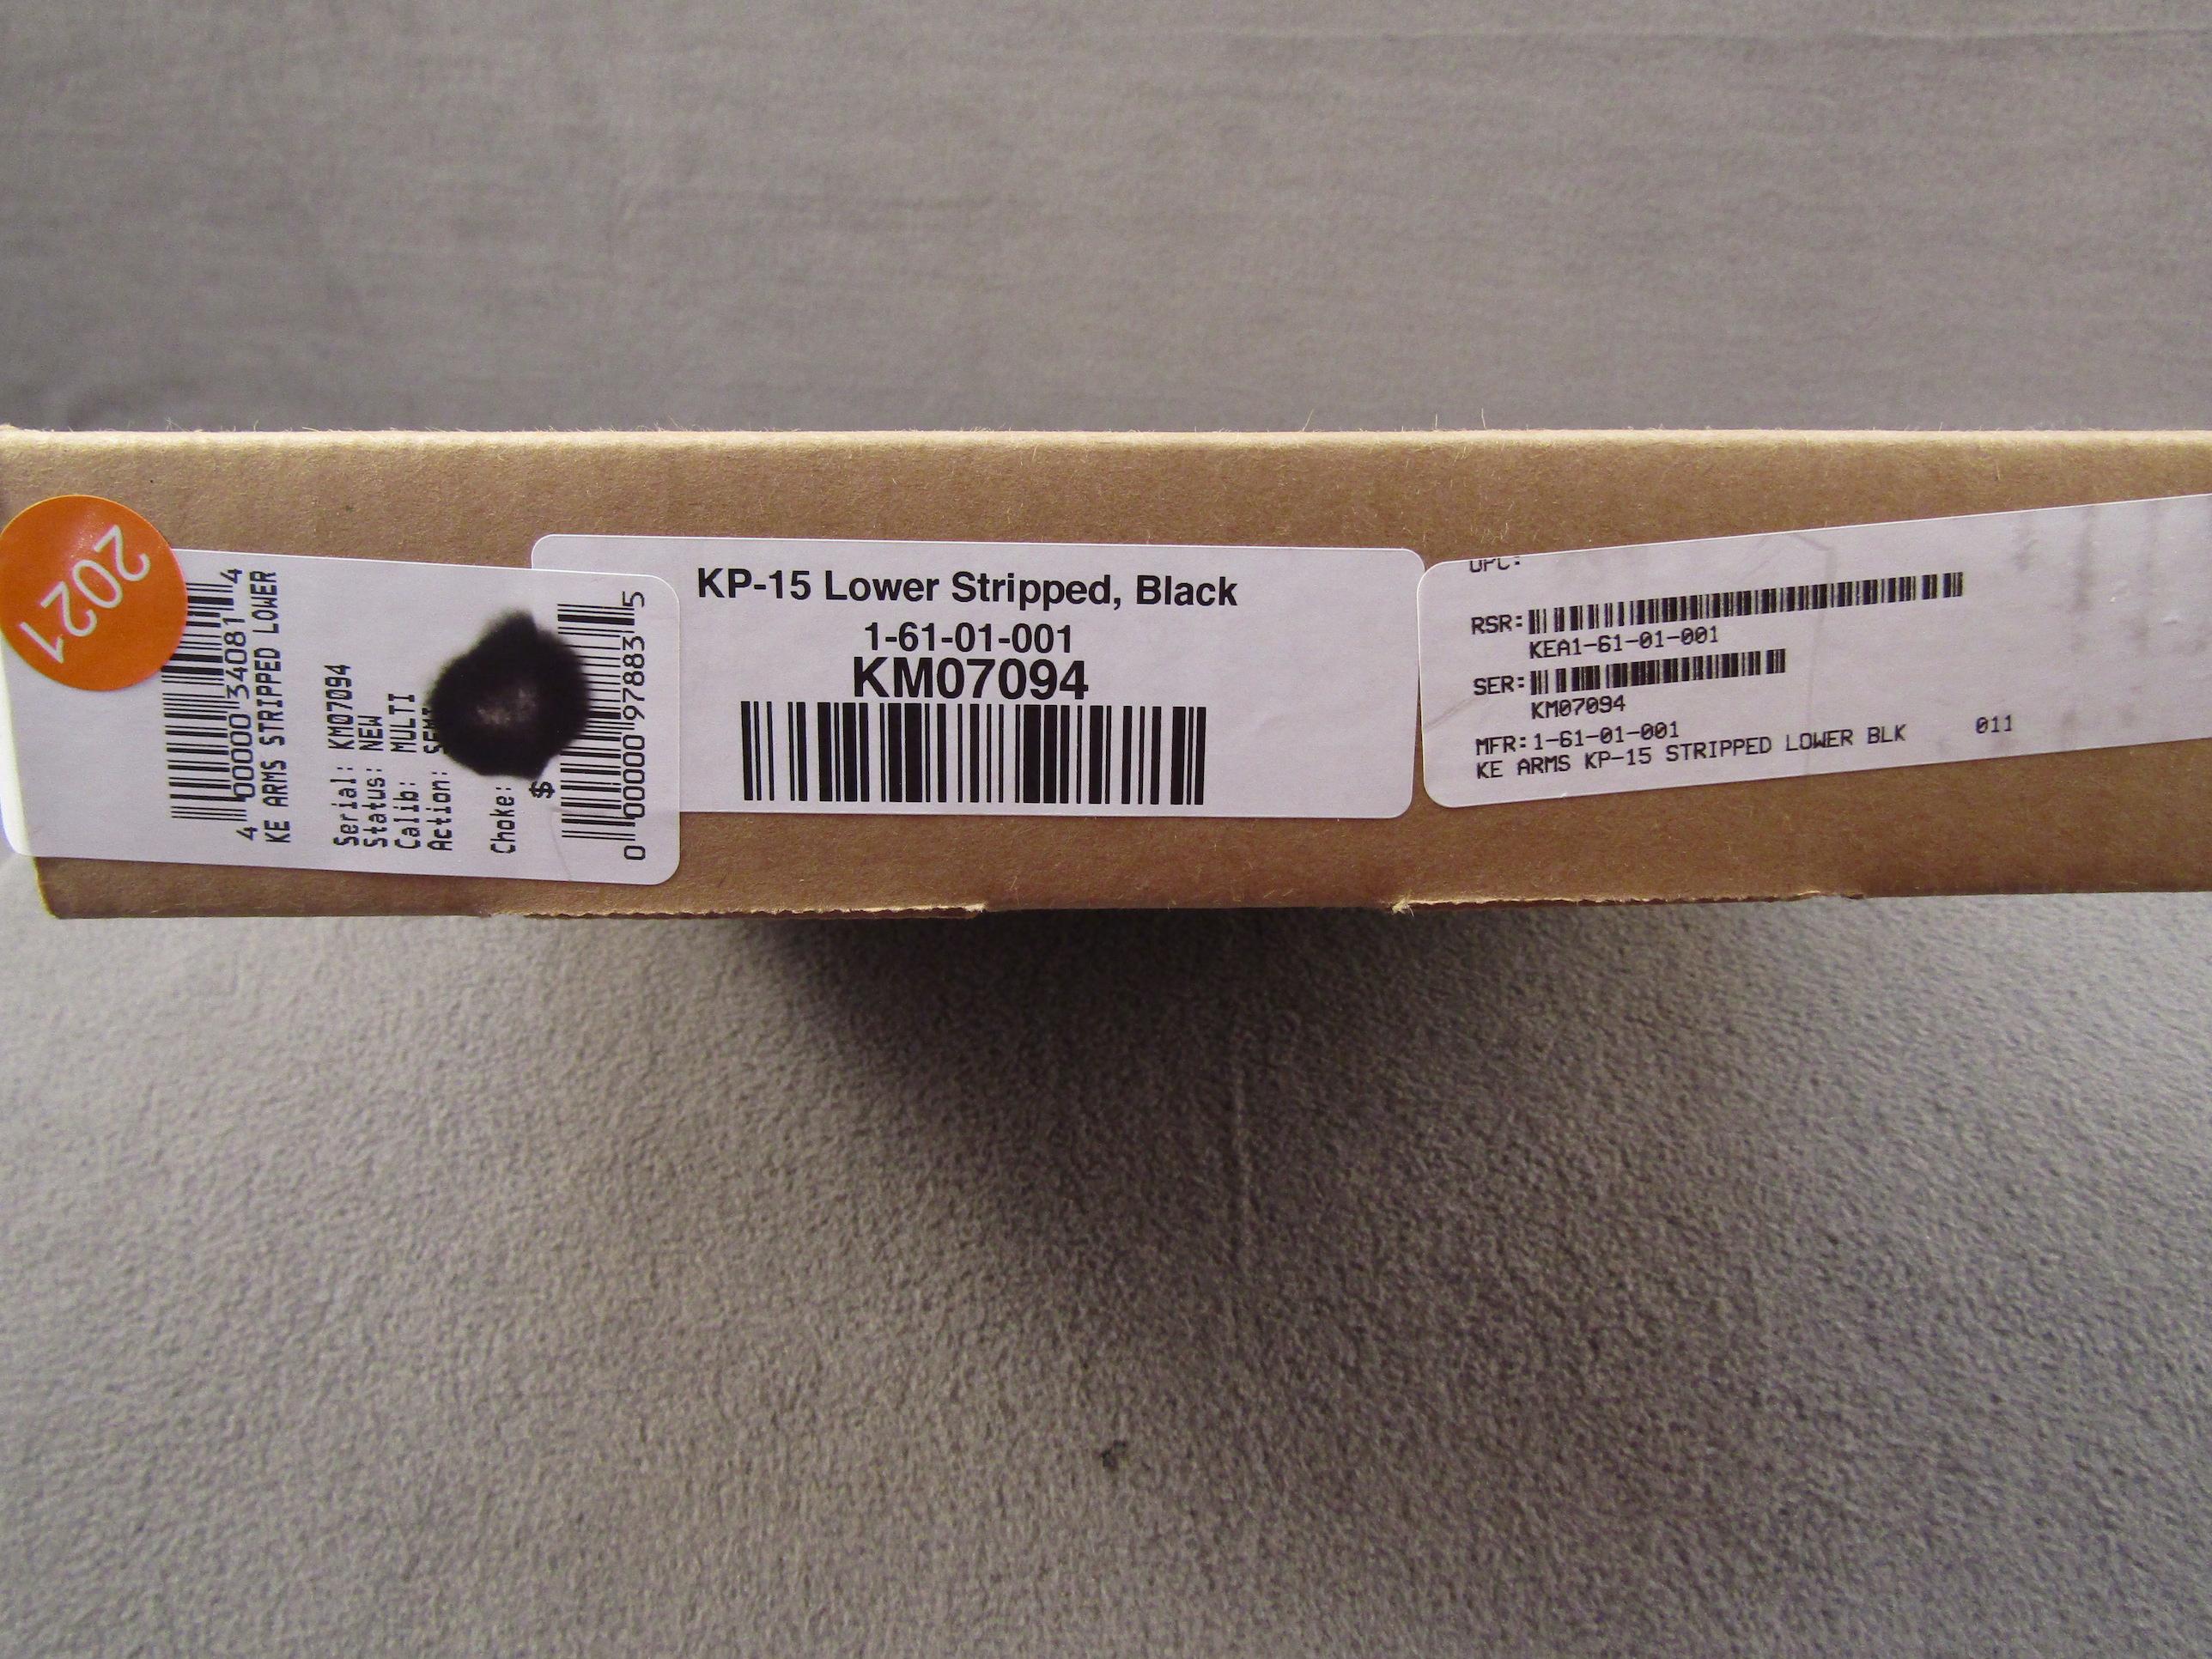 2021
4 00000 34081 4
KE ARMS STRIPPED LOWER
Serial: KM07094
Status: NEW
Calib: MULTI
Action:
Choke:
$
0 00000 97883 5
KP-15 Lower Stripped, Black
1-61-01-001
KM07094
UPC:
RSR:
KEA1-61-01-001
SER:
KM07094
MFR: 1-61-01-001
KE ARMS KP-15 STRIPPED LOWER BLK 011